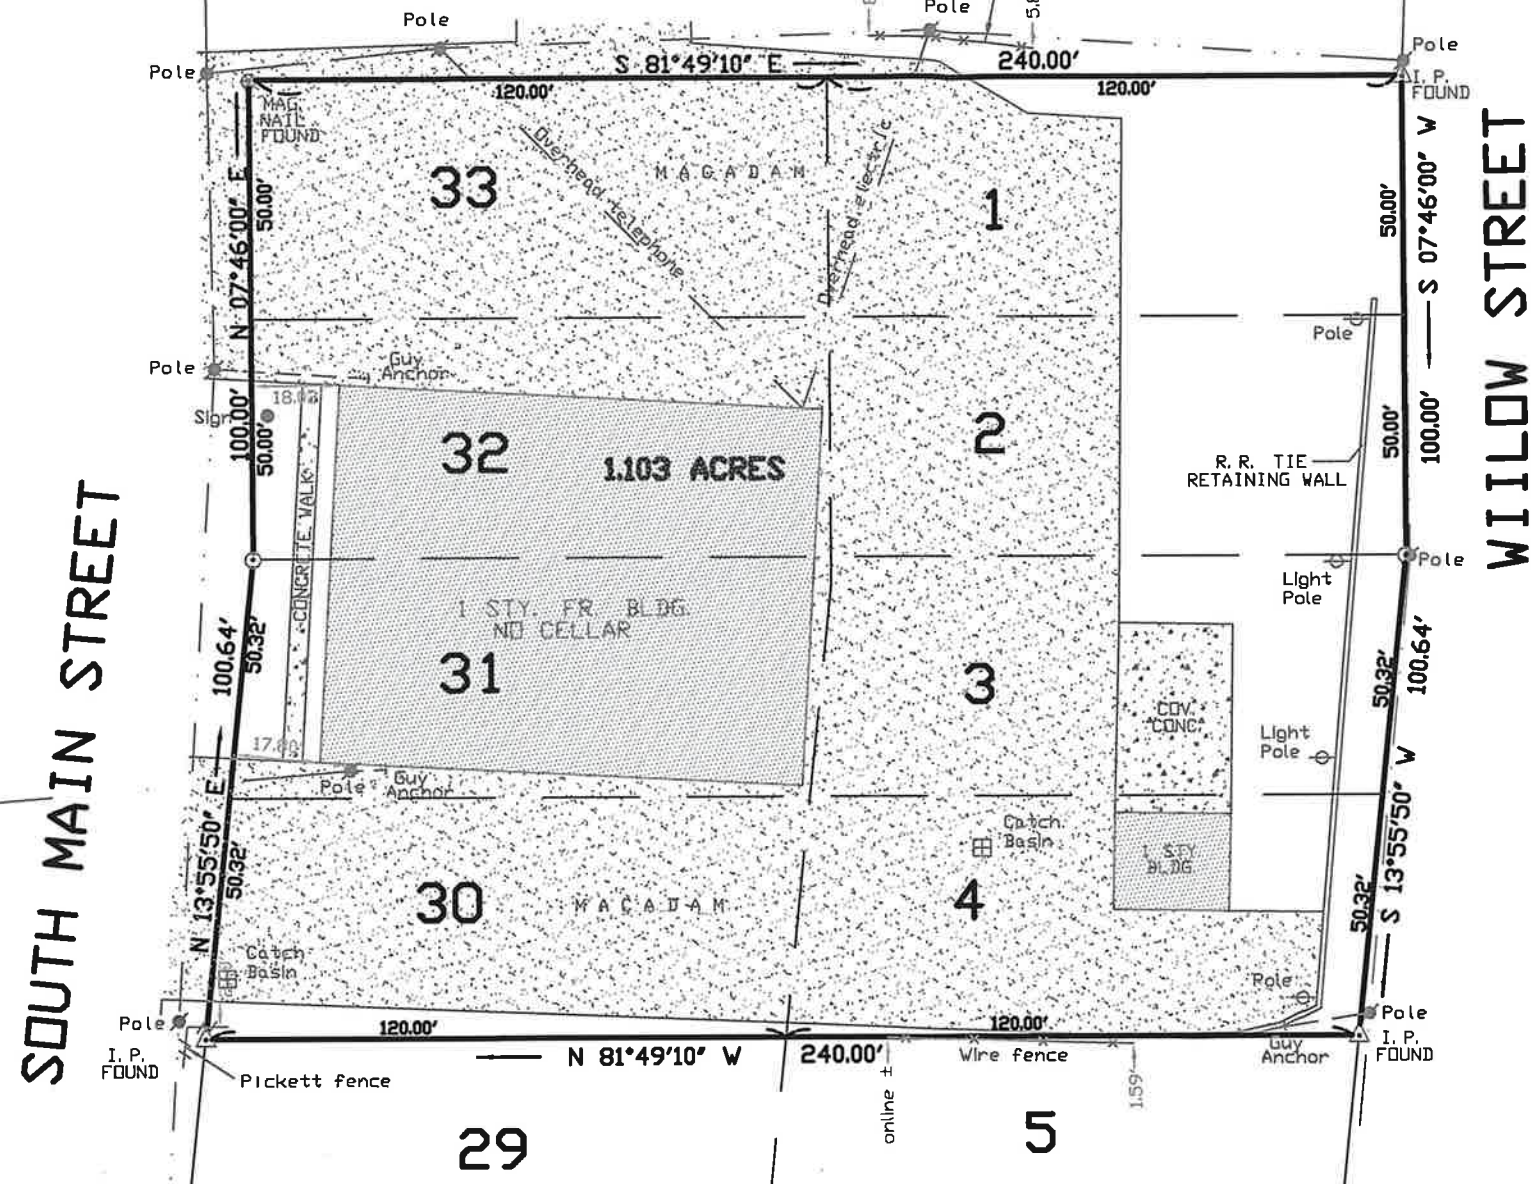 Pole
Pole
5.8
Pole
Pole
S 81°49'10" E
240.00'
I. P.
FOUND
120.00'
120.00'
MAG
NAIL
FOUND
Overhead telephone
MACADAM
Overhead electric
33
1
N 07°46'00" E
50.00'
50.00'
S 07°46'00" W
WILLOW STREET
Pole
Pole
Guy
Anchor
18.02
Sign
100.00'
50.00'
32
1.103 ACRES
2
50.00'
100.00'
R. R. TIE
RETAINING WALL
CONCRETE WALK
Pole
Light
Pole
1 STY. FR BLDG.
NO CELLAR
31
3
SOUTH MAIN STREET
100.64'
50.32'
50.32'
100.64'
COV.
CONC.
Light
Pole
17.80
Pole
Guy
Anchor
N 13°55'50" E
50.32'
S 13°55'50" W
50.32'
Catch
Basin
1 STY
BLDG.
30
MACADAM
4
Catch
Basin
Pole
Pole
Pole
120.00'
120.00'
I. P.
FOUND
N 81°49'10" W
240.00'
Wire fence
Guy
Anchor
I. P.
FOUND
Pickett fence
online ±
1.59'
29
5